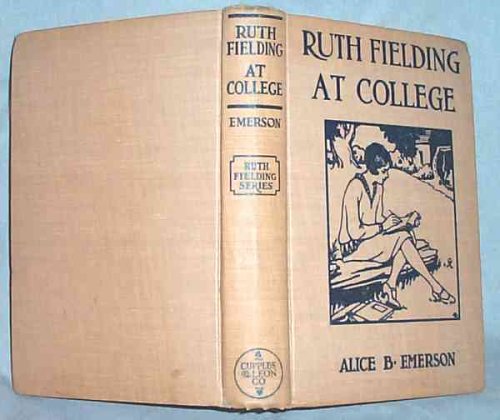 RUTH
FIELDING
AT
COLLEGE
EMERSON
RUTH
FIELDING
SERIES
CUPPLES
& LEON
CO
RUTH FIELDING
AT COLLEGE
ALICE B. EMERSON